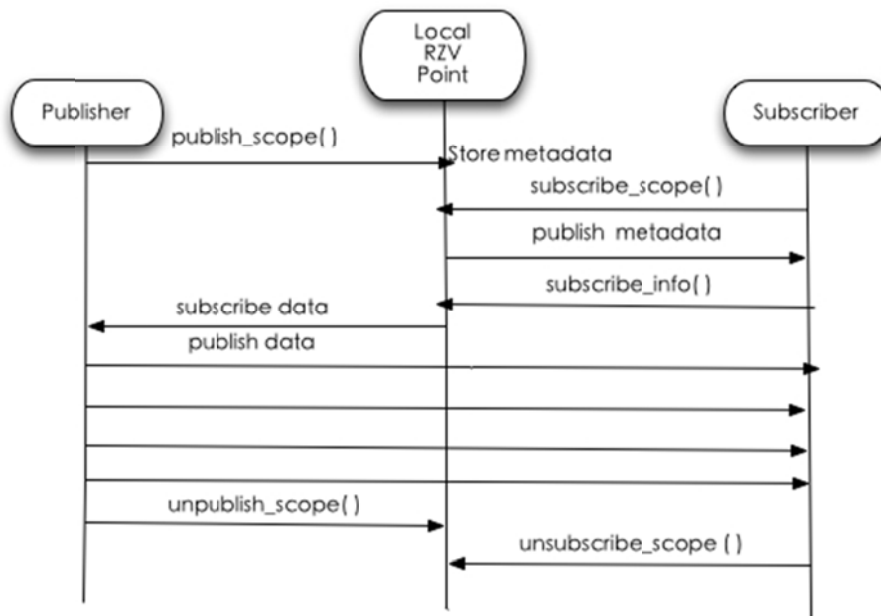 Local
RZV
Point
Publisher
Subscriber
publish_scope( )
Store metadata
subscribe_scope( )
publish metadata
subscribe_info( )
subscribe data
publish data
unpublish_scope( )
unsubscribe_scope ( )